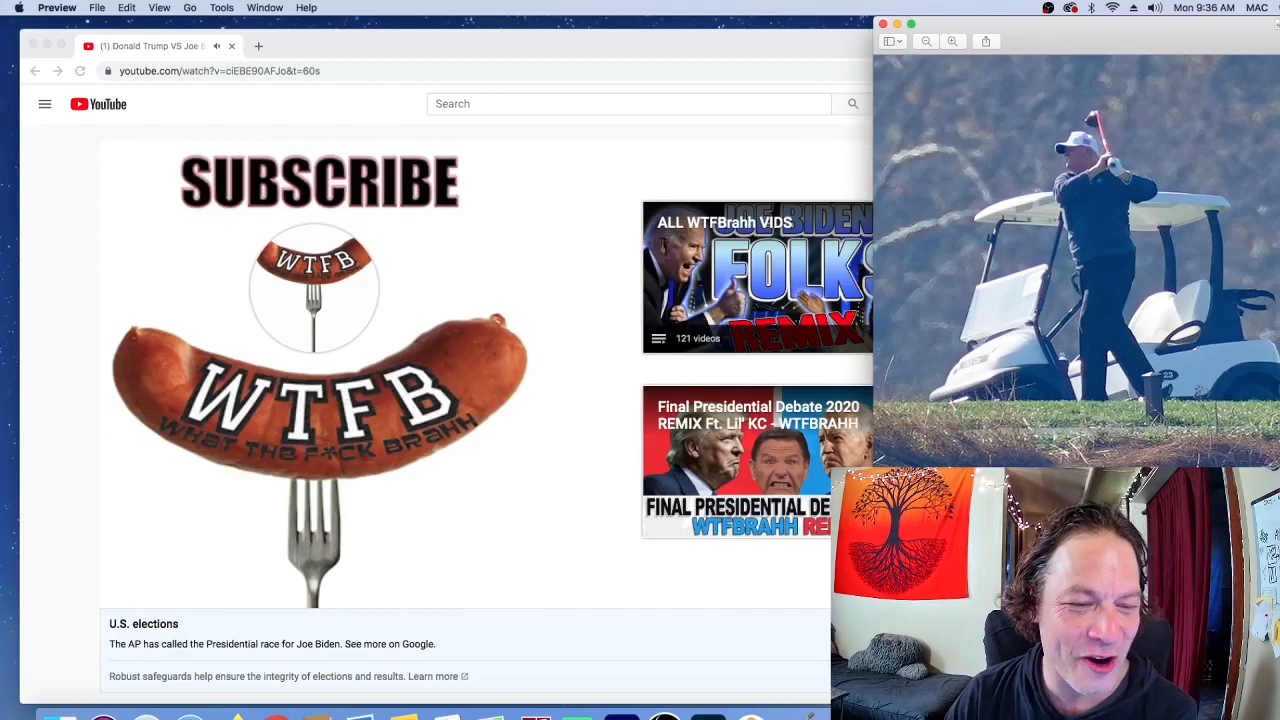 Preview File Edit View Go Tools Window Help
Mon 9:36 AM MAC
(1) Donald Trump VS Joe B
youtube.com/watch?v=ciEBE90AFJo&t=60s
YouTube
Search
SUBSCRIBE
WTFB
WTFB
WHAT THE F*CK BRAHH
ALL WTFBrahh VIDS
JOE BIDEN
FOLKS
REMIX
121 videos
Final Presidential Debate 2020
REMIX Ft. Lil' KC - WTFBRAHH
FINAL PRESIDENTIAL DE
WTFBRAHH RE
23
U.S. elections
The AP has called the Presidential race for Joe Biden. See more on Google.
Robust safeguards help ensure the integrity of elections and results. Learn more